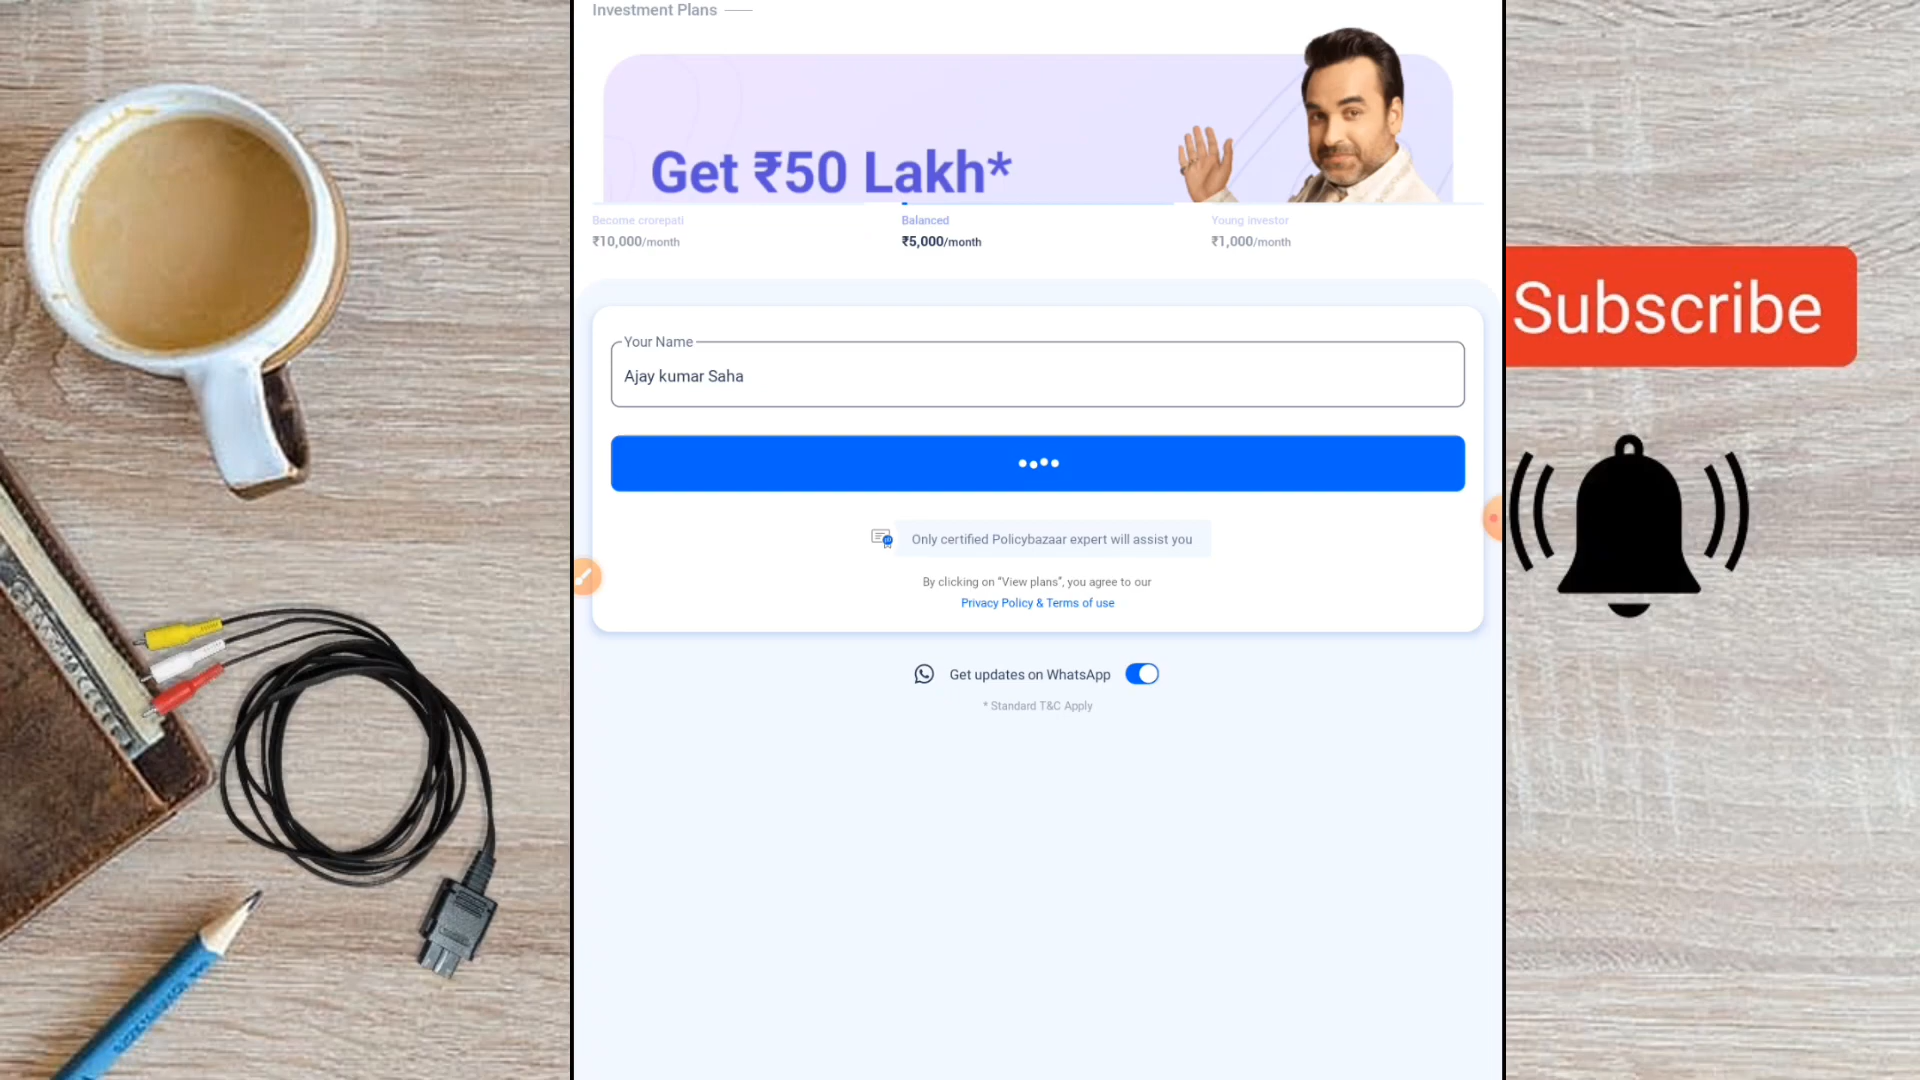 Investment Plans
Get ₹50 Lakh*
Become crorepati
₹10,000/month
Balanced
₹5,000/month
Young investor
₹1,000/month
Your Name
Ajay kumar Saha
Only certified Policybazaar expert will assist you
By clicking on “View plans”, you agree to our
Privacy Policy & Terms of use
Get updates on WhatsApp
* Standard T&C Apply
Subscribe